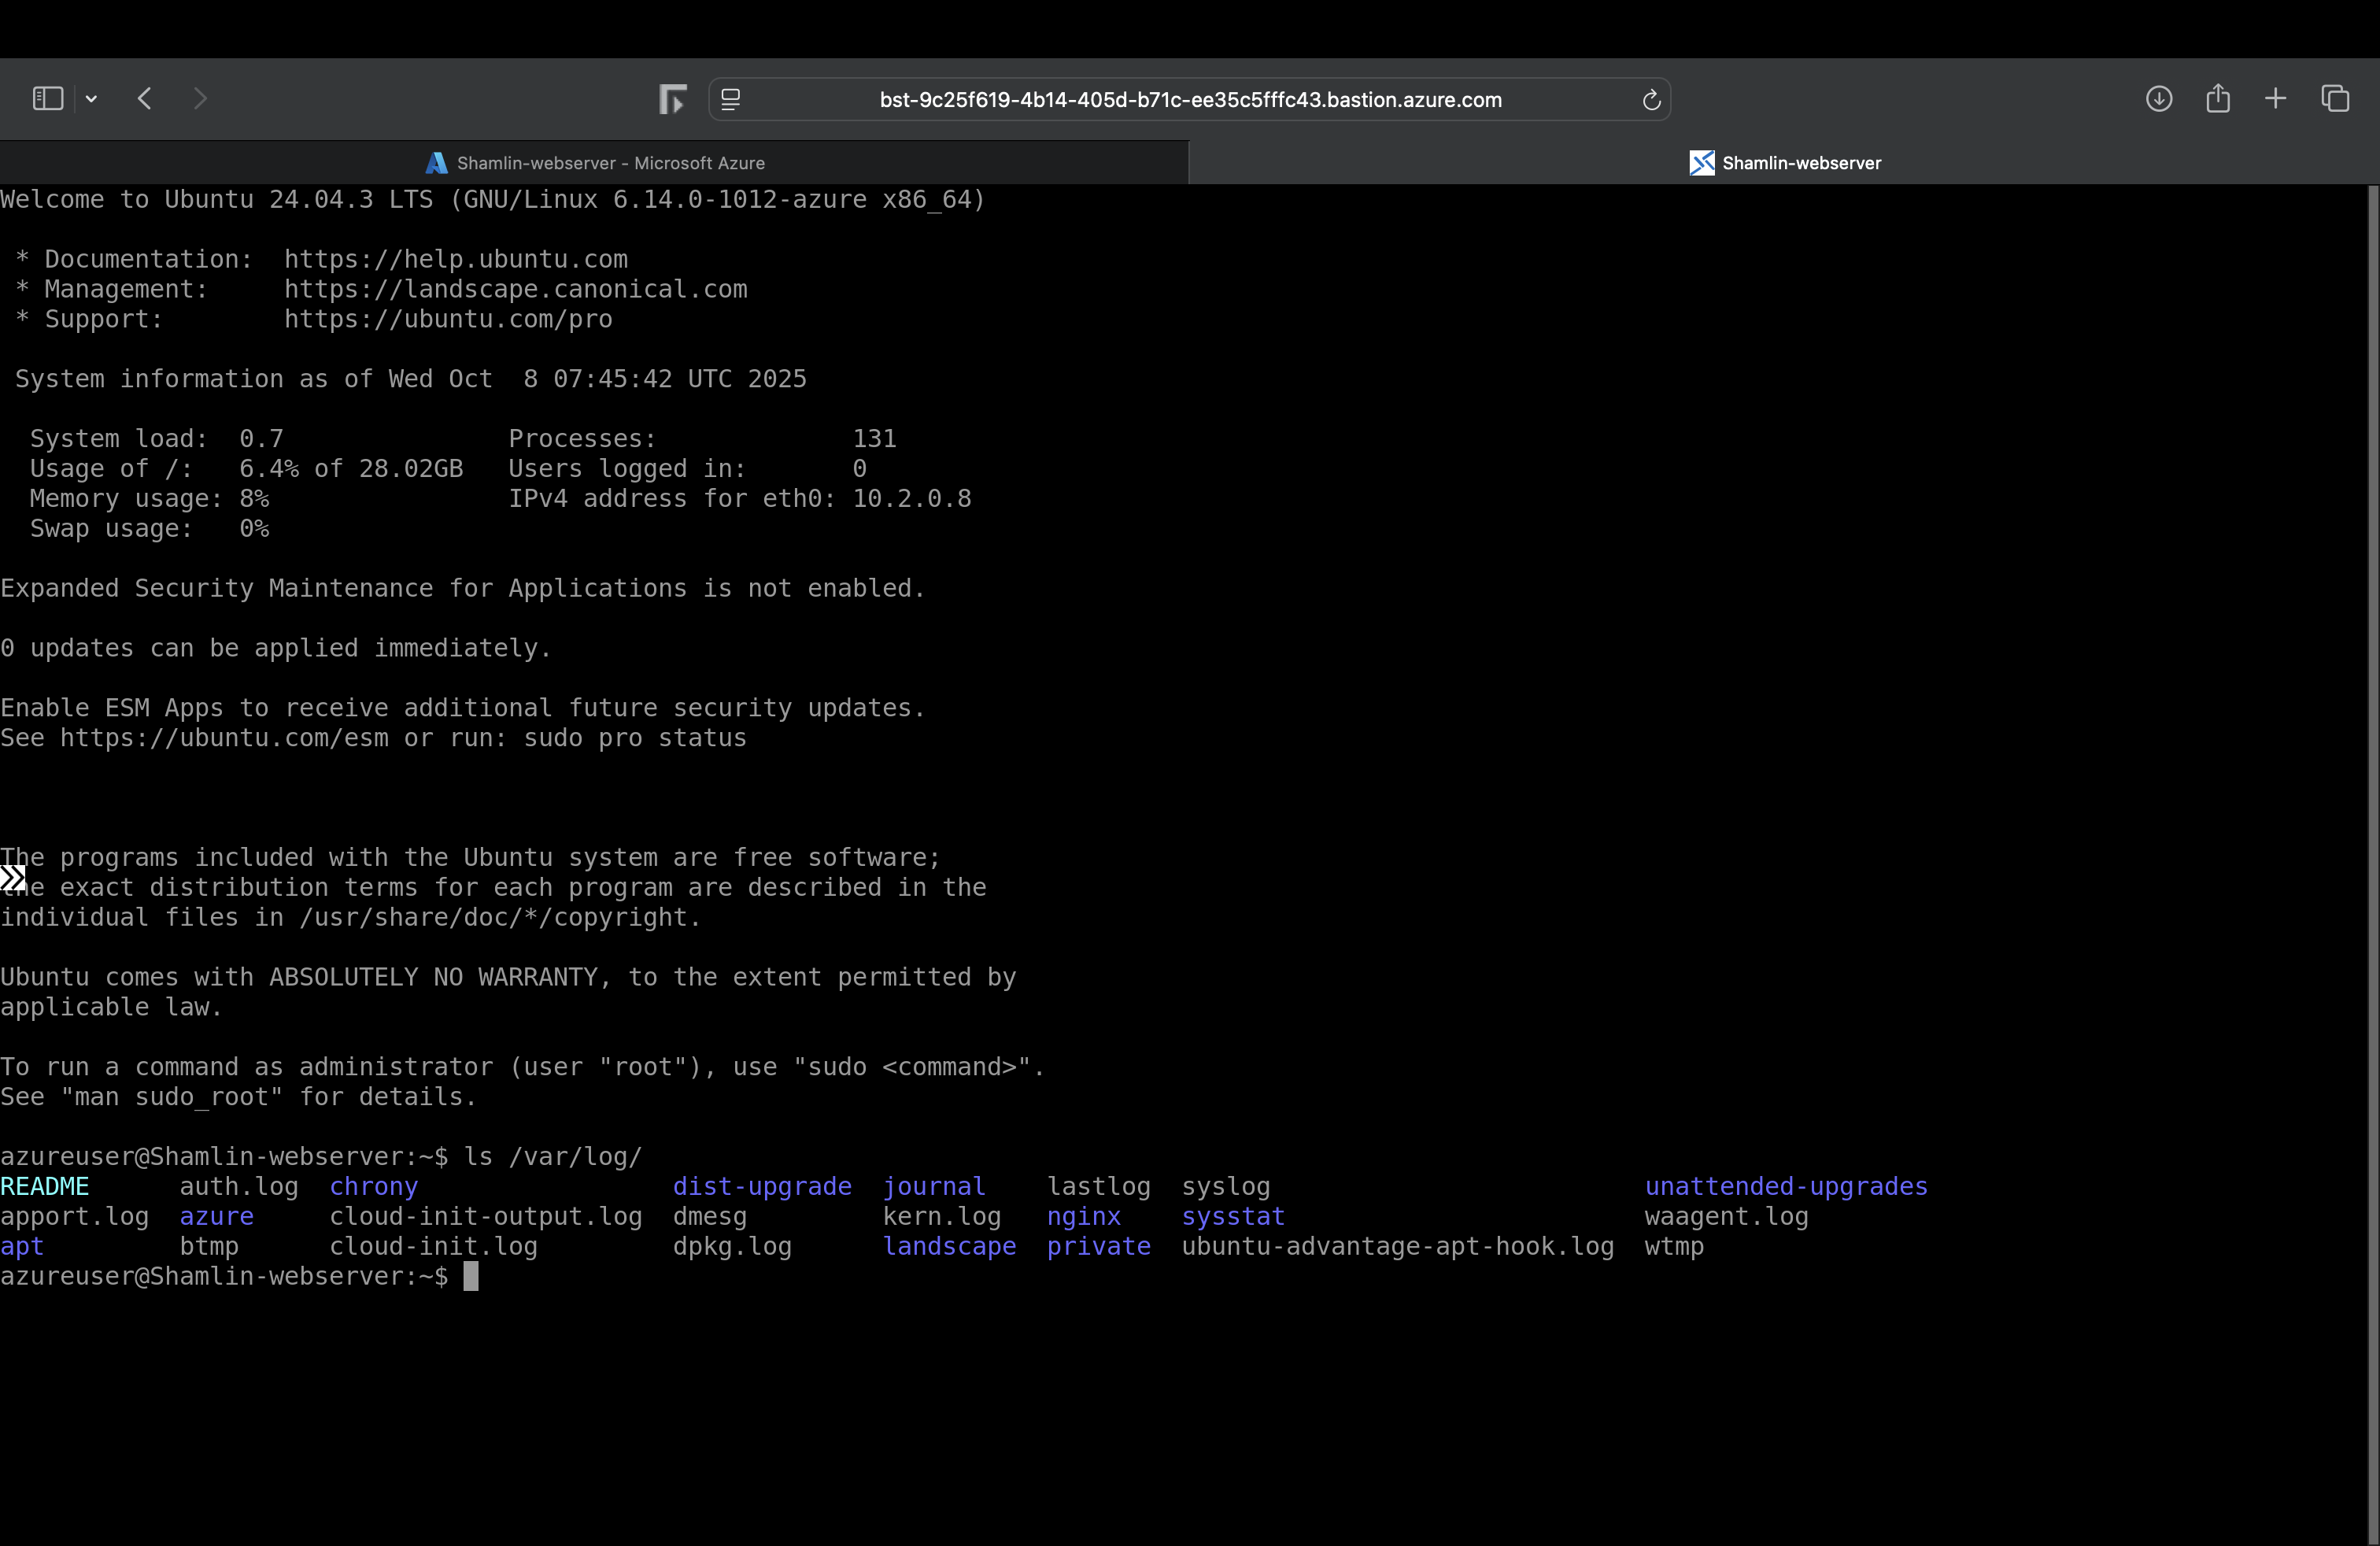 bst-9c25f619-4b14-405d-b71c-ee35c5fffc43.bastion.azure.com
Shamlin-webserver - Microsoft Azure
Shamlin-webserver
Welcome to Ubuntu 24.04.3 LTS (GNU/Linux 6.14.0-1012-azure x86_64)
* Documentation:  https://help.ubuntu.com
* Management:     https://landscape.canonical.com
* Support:        https://ubuntu.com/pro
System information as of Wed Oct  8 07:45:42 UTC 2025
System load:  0.7               Processes:             131
Usage of /:   6.4% of 28.02GB   Users logged in:       0
Memory usage: 8%                IPv4 address for eth0: 10.2.0.8
Swap usage:   0%
Expanded Security Maintenance for Applications is not enabled.
0 updates can be applied immediately.
Enable ESM Apps to receive additional future security updates.
See https://ubuntu.com/esm or run: sudo pro status
The programs included with the Ubuntu system are free software;
the exact distribution terms for each program are described in the
individual files in /usr/share/doc/*/copyright.
Ubuntu comes with ABSOLUTELY NO WARRANTY, to the extent permitted by
applicable law.
To run a command as administrator (user "root"), use "sudo <command>".
See "man sudo_root" for details.
azureuser@Shamlin-webserver:~$ ls /var/log/
README      auth.log  chrony                 dist-upgrade  journal    lastlog  syslog                         unattended-upgrades
apport.log  azure     cloud-init-output.log  dmesg         kern.log   nginx    sysstat                        waagent.log
apt         btmp      cloud-init.log         dpkg.log      landscape  private  ubuntu-advantage-apt-hook.log  wtmp
azureuser@Shamlin-webserver:~$